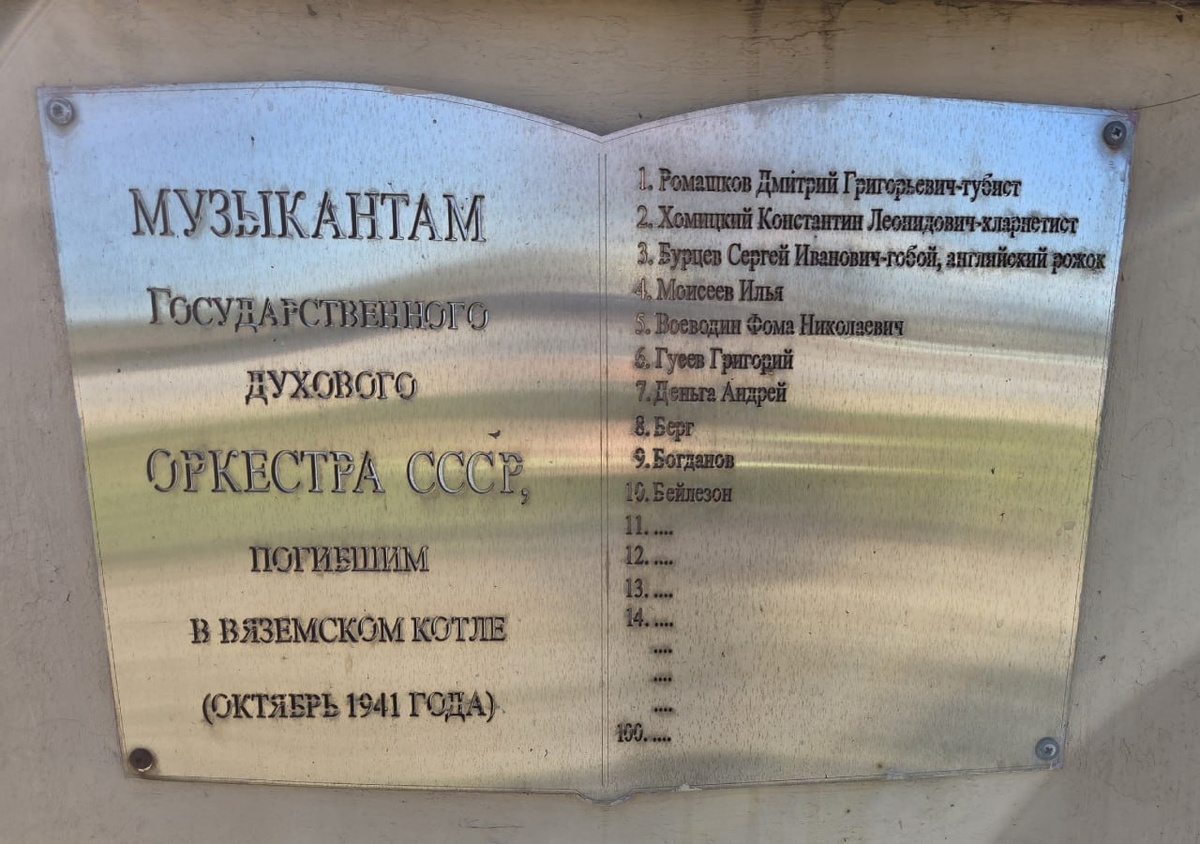 МУЗЫКАНТАМ
ГОСУДАРСТВЕННОГО
ДУХОВОГО
ОРКЕСТРА СССР,
ПОГИБШИМ
В ВЯЗЕМСКОМ КОТЛЕ
(ОКТЯБРЬ 1941 ГОДА)
1. Ромашков Дмитрий Григорьевич-тубист
2. Хомицкий Константин Леонидович-кларнетист
3. Бурцев Сергей Иванович-гобой, английский рожок
4. Моисеев Илья
5. Воеводин Фома Николаевич
6. Гуеев Григорий
7. Деньга Андрей
8. Берг
9. Богданов
10. Бейлезон
11. ....
12. ....
13. ....
14. ....
....
....
....
100. ....